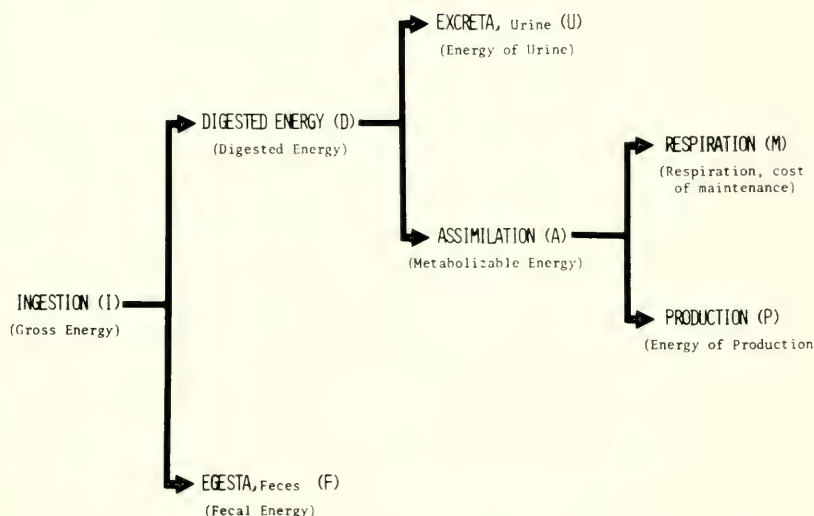 EXCRETA, Urine (U)
(Energy of Urine)
DIGESTED ENERGY (D)
(Digested Energy)
RESPIRATION (M)
(Respiration, cost
of maintenance)
ASSIMILATION (A)
(Metabolizable Energy)
INGESTION (I)
(Gross Energy)
PRODUCTION (P)
(Energy of Production
EGESTA, Feces (F)
(Fecal Energy)